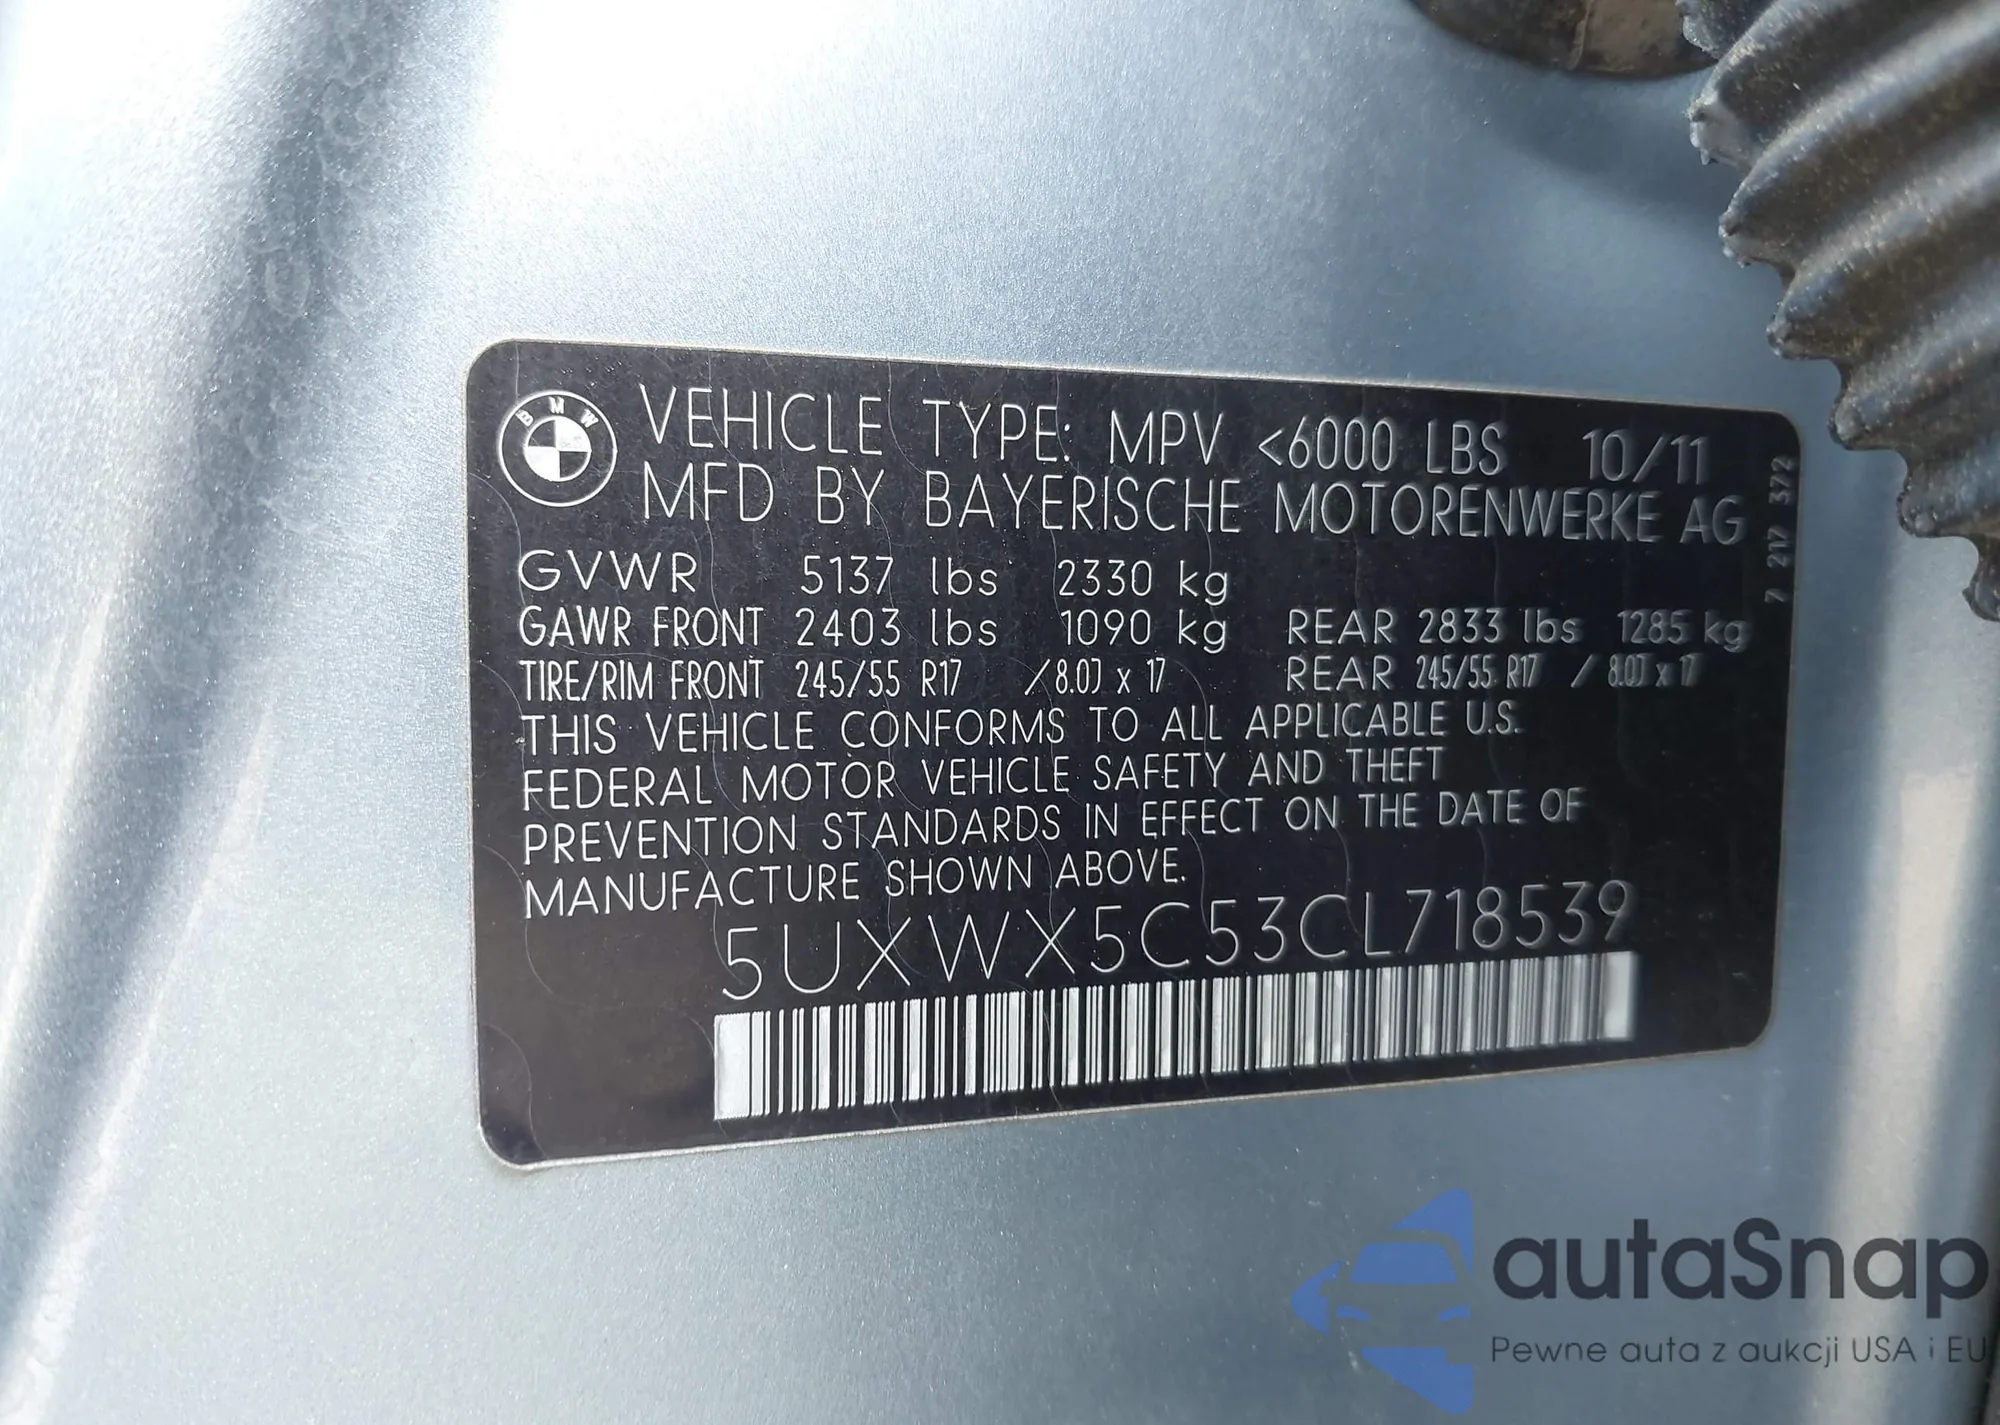 BMW
VEHICLE TYPE: MPV <6000 LBS 10/11
MFD BY BAYERISCHE MOTORENWERKE AG
7 217 372
GVWR 5137 lbs 2330 kg
GAWR FRONT 2403 lbs 1090 kg REAR 2833 lbs 1285 kg
TIRE/RIM FRONT 245/55 R17 / 8.0J x 17 REAR 245/55 R17 / 8.0J x 17
THIS VEHICLE CONFORMS TO ALL APPLICABLE U.S.
FEDERAL MOTOR VEHICLE SAFETY AND THEFT
PREVENTION STANDARDS IN EFFECT ON THE DATE OF
MANUFACTURE SHOWN ABOVE.
5UXWX5C53CL718539
autaSnap
Pewne auta z aukcji USA i EU